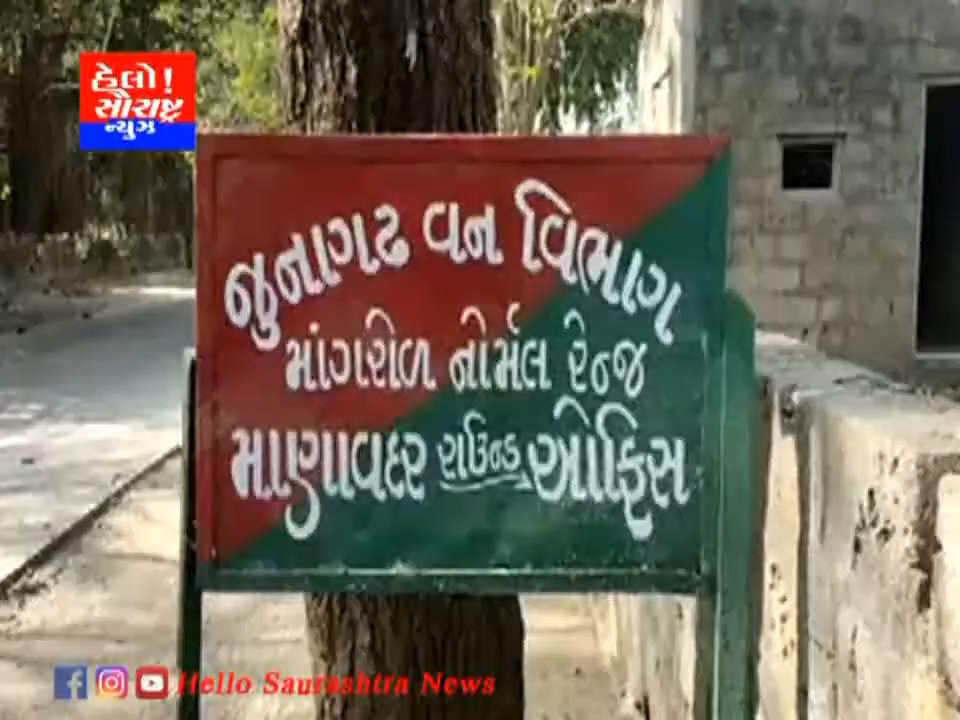 હેલો!
સૌરાષ્ટ્ર
ન્યુઝ
જુનાગઢ વન વિભાગ
માંગરોળ નોર્મલ રેન્જ
માણાવદર રાઉન્ડ ઓફિસ
Hello Saurashtra News